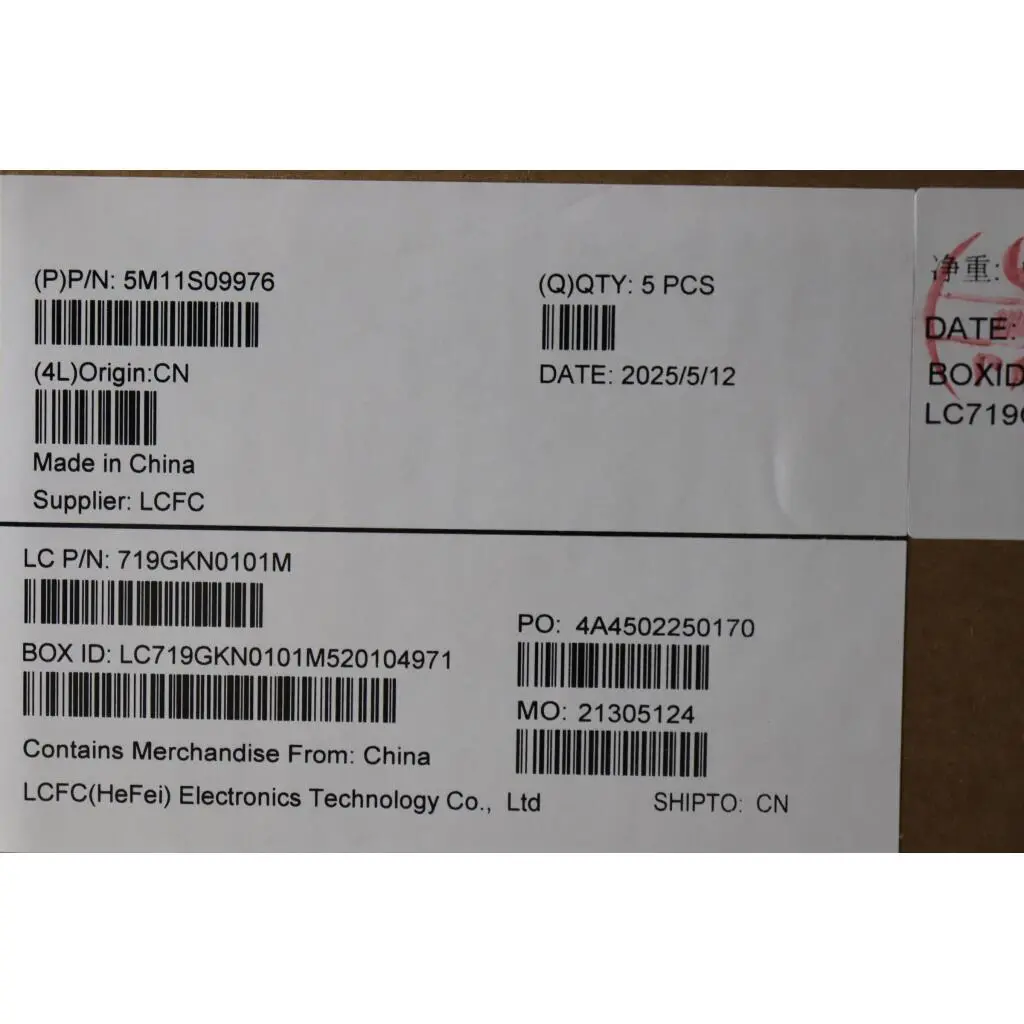 (P)P/N: 5M11S09976
(Q)QTY: 5 PCS
(4L)Origin:CN
DATE: 2025/5/12
Made in China
Supplier: LCFC
LC P/N: 719GKN0101M
BOX ID: LC719GKN0101M520104971
PO: 4A4502250170
MO: 21305124
Contains Merchandise From: China
LCFC(HeFei) Electronics Technology Co., Ltd
SHIPTO: CN
净重:
DATE:
BOXID
LC719